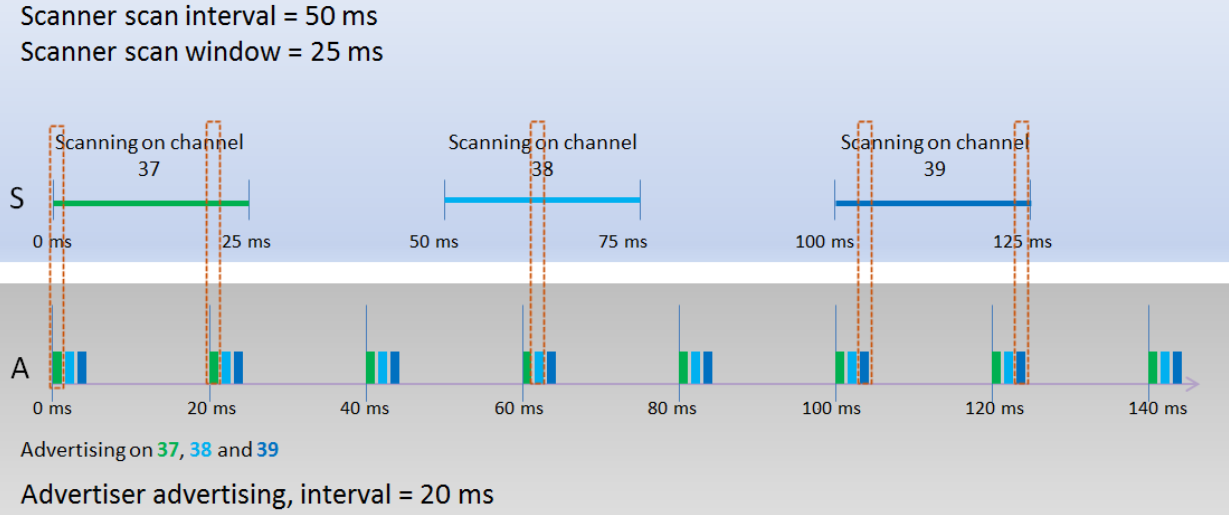 Scanner scan interval = 50 ms
Scanner scan window = 25 ms
Scanning on channel
37
Scanning on channel
38
Scanning on channel
39
S
0 ms
25 ms
50 ms
75 ms
100 ms
125 ms
A
0 ms
20 ms
40 ms
60 ms
80 ms
100 ms
120 ms
140 ms
Advertising on 37, 38 and 39
Advertiser advertising, interval = 20 ms